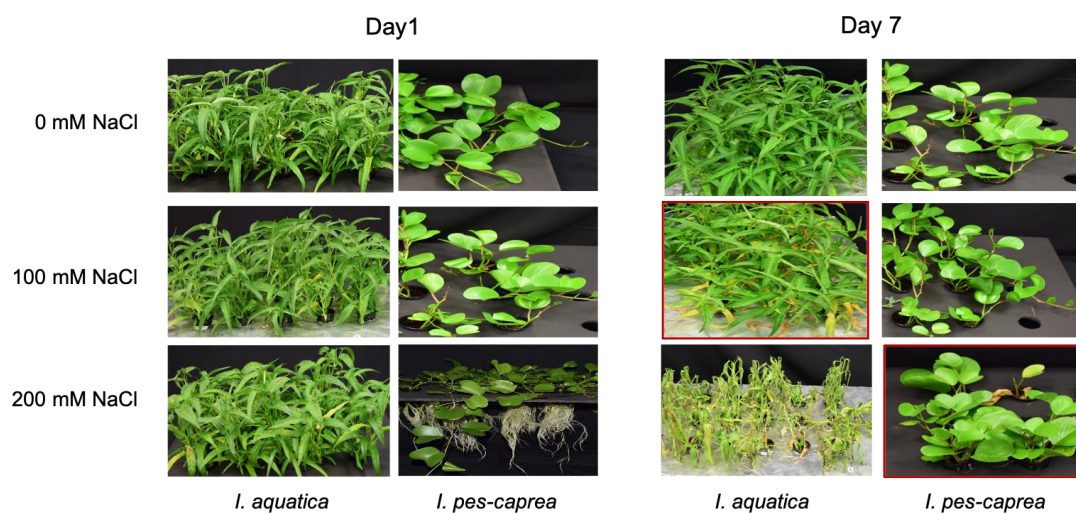 Day1
Day 7
0 mM NaCl
100 mM NaCl
200 mM NaCl
I. aquatica
I. pes-caprea
I. aquatica
I. pes-caprea